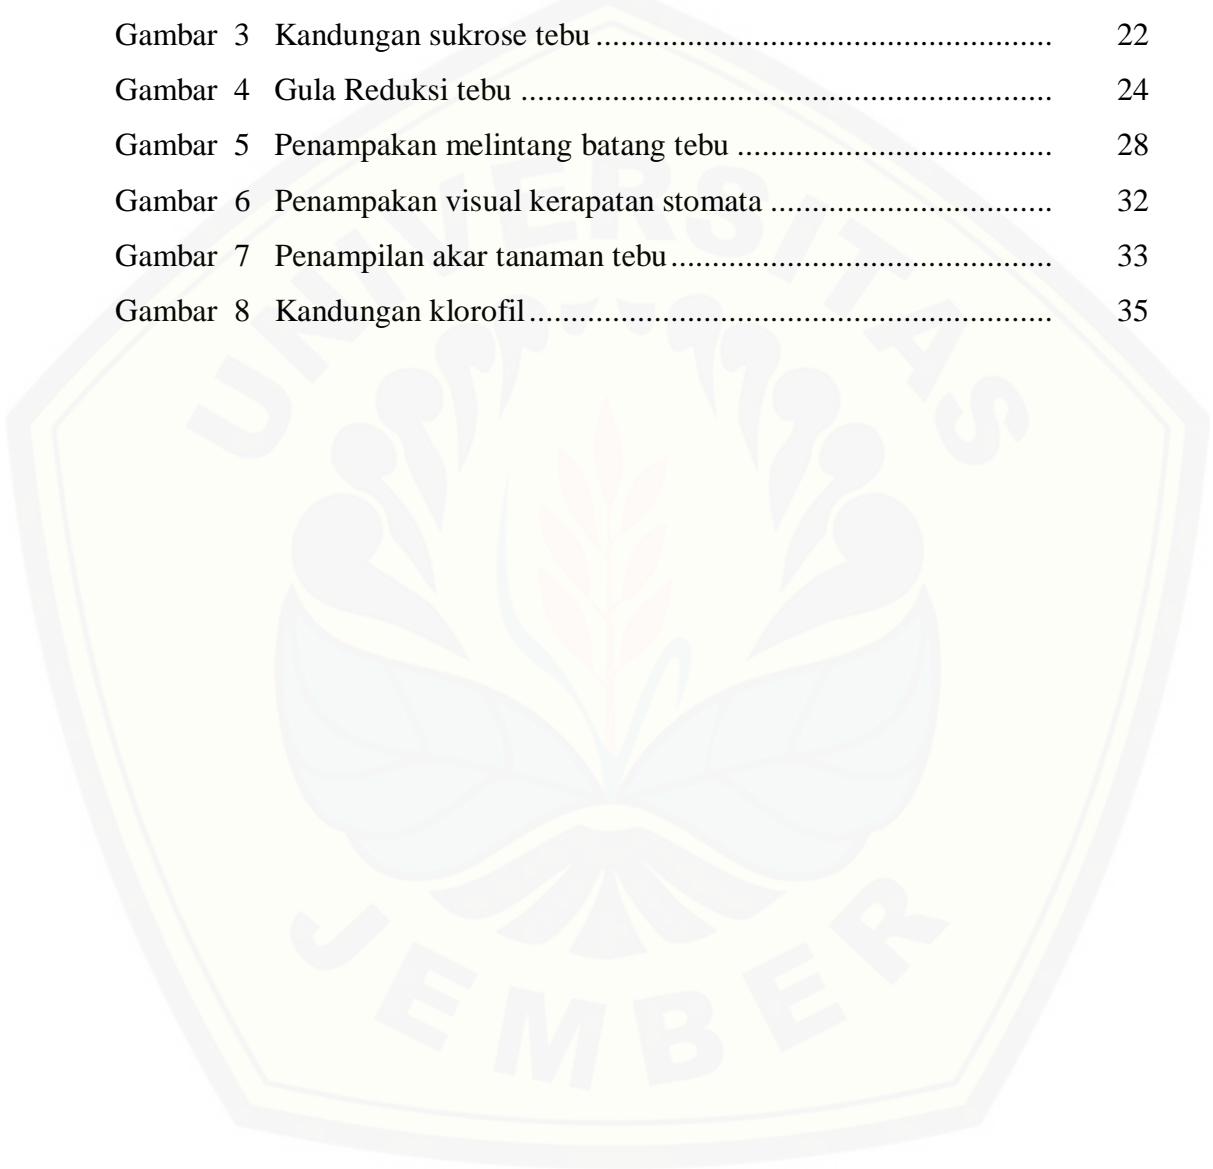 Gambar 3 Kandungan sukrose tebu ....................................................... 22
Gambar 4 Gula Reduksi tebu ................................................................ 24
Gambar 5 Penampakan melintang batang tebu ...................................... 28
Gambar 6 Penampakan visual kerapatan stomata .................................. 32
Gambar 7 Penampilan akar tanaman tebu .............................................. 33
Gambar 8 Kandungan klorofil ............................................................... 35
UNIVERSITAS
JEMBER